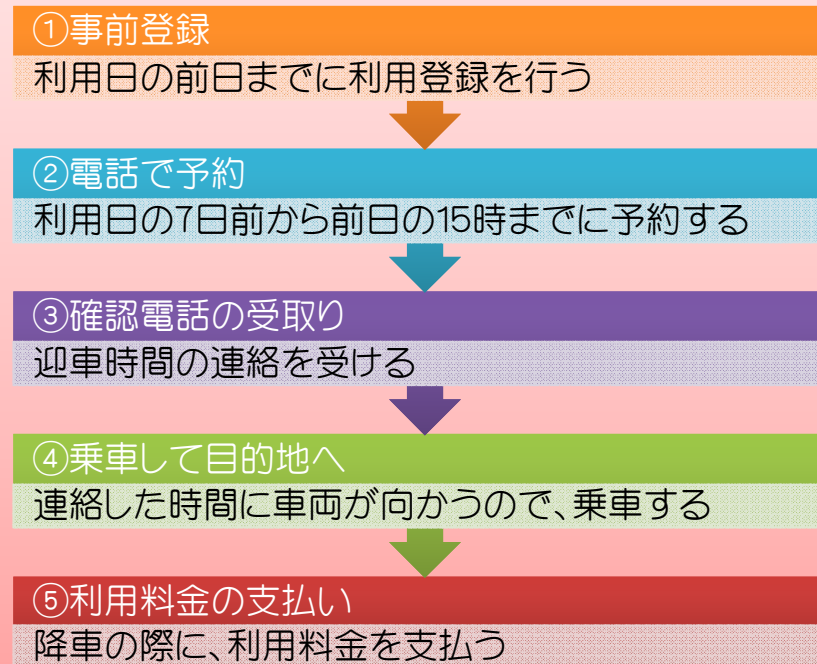 ①事前登録
利用日の前日までに利用登録を行う
②電話で予約
利用日の7日前から前日の15時までに予約する
③確認電話の受取り
迎車時間の連絡を受ける
④乗車して目的地へ
連絡した時間に車両が向かうので、乗車する
⑤利用料金の支払い
降車の際に、利用料金を支払う